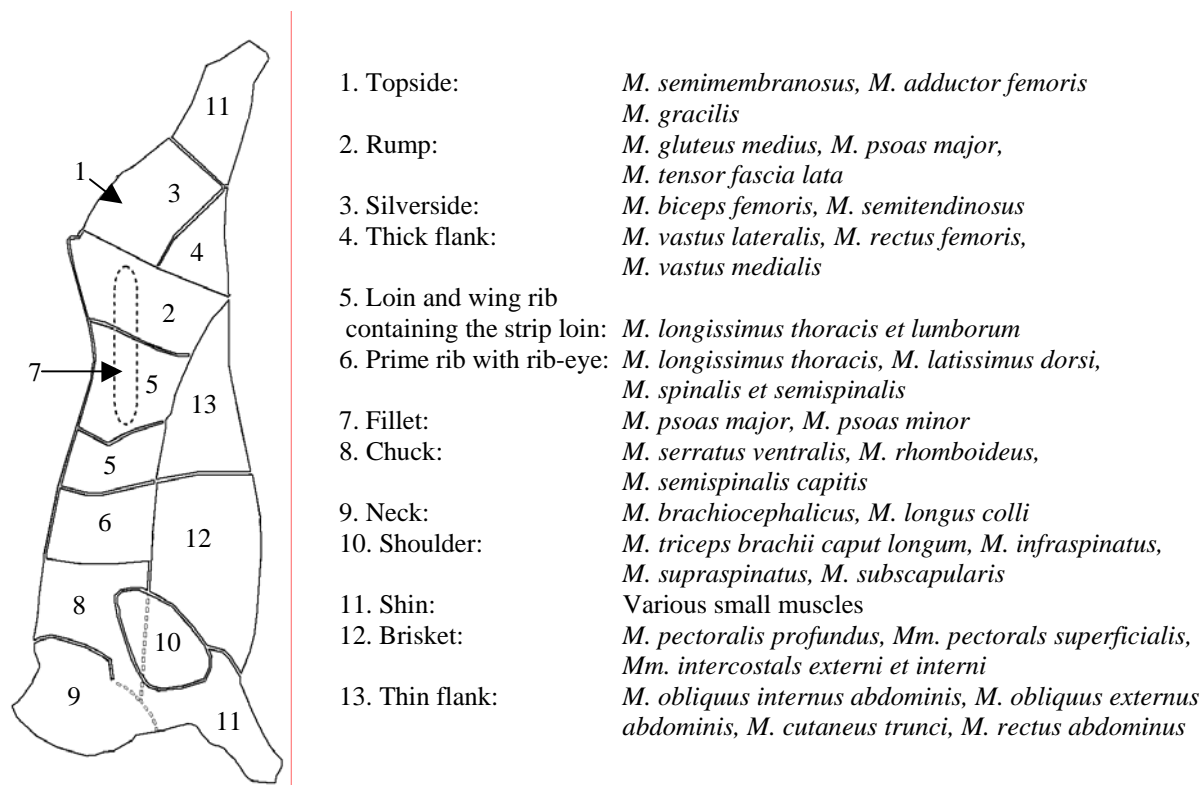 11
1
3
4
2
7
5
13
5
6
12
8
10
9
11
1. Topside: M. semimembranosus, M. adductor femoris
M. gracilis
2. Rump: M. gluteus medius, M. psoas major,
M. tensor fascia lata
3. Silverside: M. biceps femoris, M. semitendinosus
4. Thick flank: M. vastus lateralis, M. rectus femoris,
M. vastus medialis
5. Loin and wing rib
containing the strip loin: M. longissimus thoracis et lumborum
6. Prime rib with rib-eye: M. longissimus thoracis, M. latissimus dorsi,
M. spinalis et semispinalis
7. Fillet: M. psoas major, M. psoas minor
8. Chuck: M. serratus ventralis, M. rhomboideus,
M. semispinalis capitis
9. Neck: M. brachiocephalicus, M. longus colli
10. Shoulder: M. triceps brachii caput longum, M. infraspinatus,
M. supraspinatus, M. subscapularis
11. Shin: Various small muscles
12. Brisket: M. pectoralis profundus, Mm. pectorals superficialis,
Mm. intercostals externi et interni
13. Thin flank: M. obliquus internus abdominis, M. obliquus externus
abdominis, M. cutaneus trunci, M. rectus abdominus